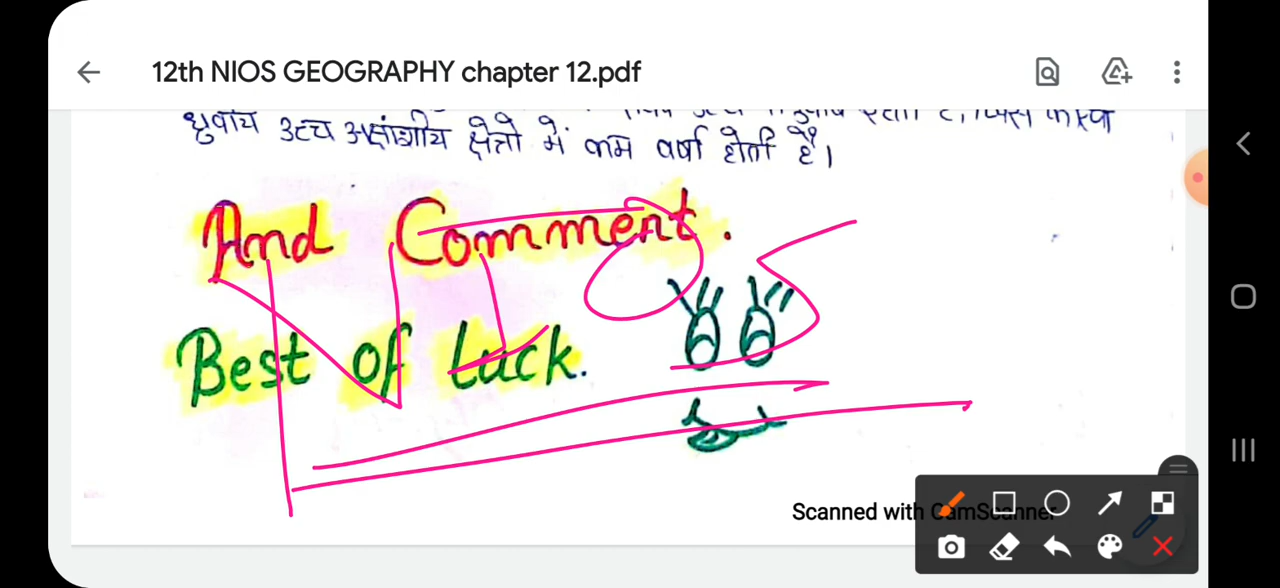 12th NIOS GEOGRAPHY chapter 12.pdf
उच्च अक्षांशीय क्षेत्रो में कम वर्षा होती है।
And Comment.
Best of Luck.
Scanned with CamScanner